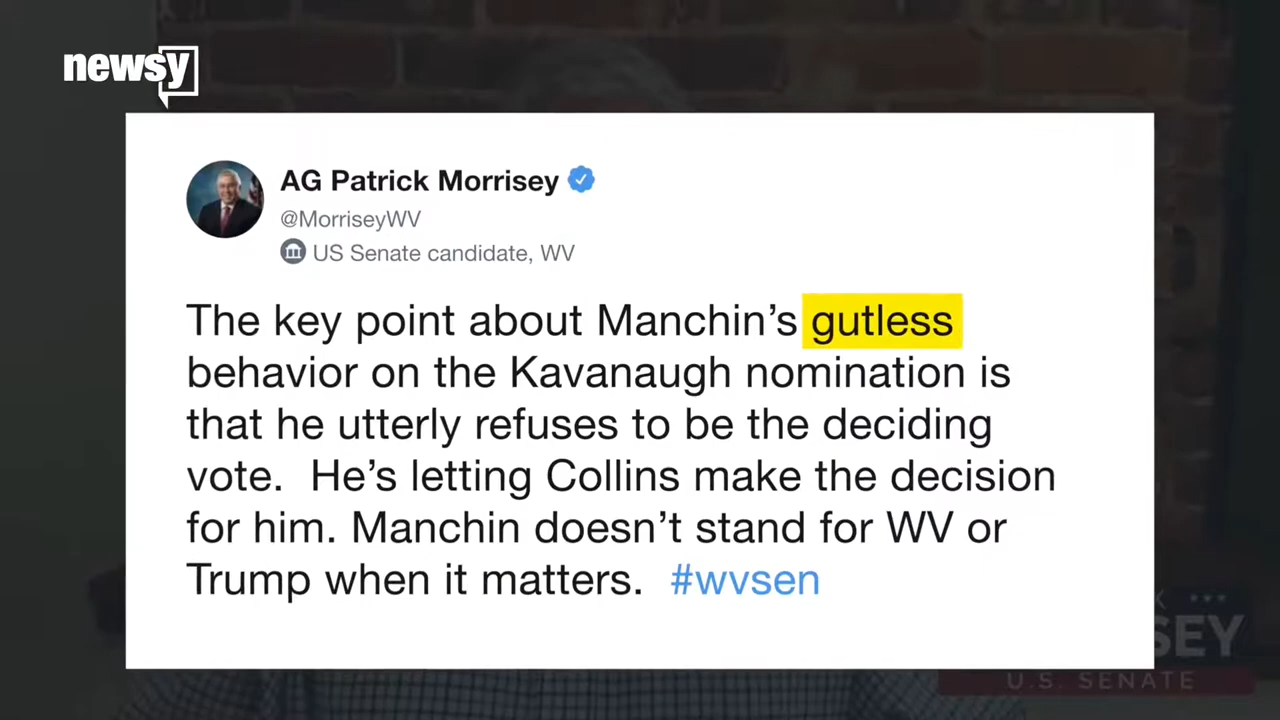 newsy
AG Patrick Morrisey
@MorriseyWV
US Senate candidate, WV
The key point about Manchin’s gutless
behavior on the Kavanaugh nomination is
that he utterly refuses to be the deciding
vote.  He’s letting Collins make the decision
for him. Manchin doesn’t stand for WV or
Trump when it matters.  #wvsen
SEY
U.S. SENATE